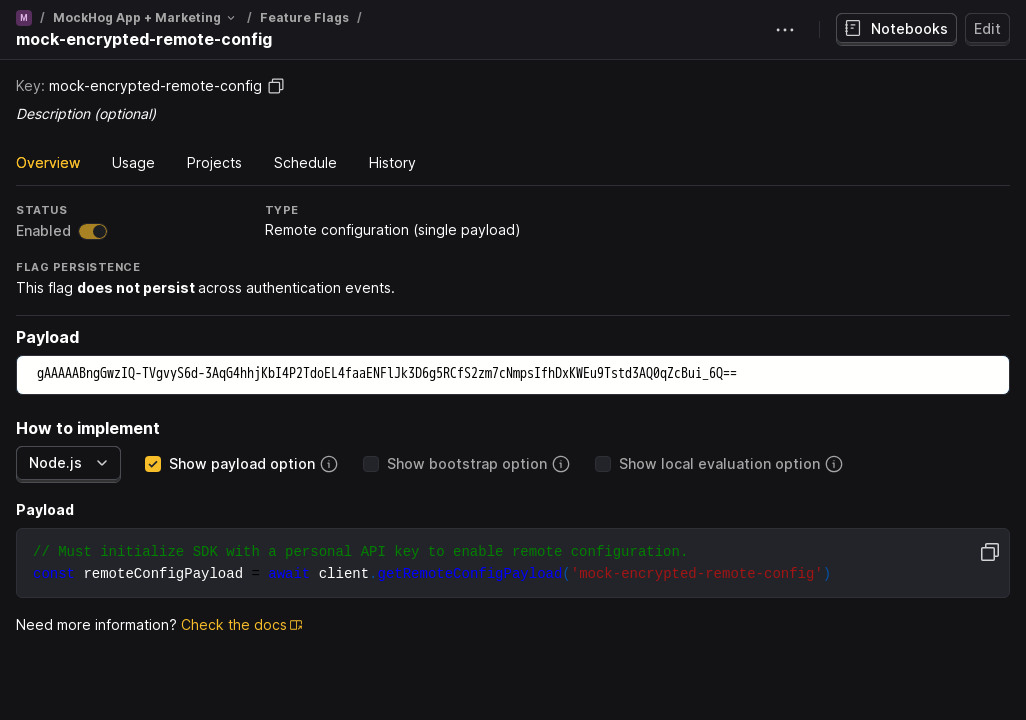 M / MockHog App + Marketing / Feature Flags /
mock-encrypted-remote-config
Notebooks
Edit
Key: mock-encrypted-remote-config
Description (optional)
Overview Usage Projects Schedule History
STATUS
Enabled
TYPE
Remote configuration (single payload)
FLAG PERSISTENCE
This flag does not persist across authentication events.
Payload
gAAAAABngGwzIQ-TVgvyS6d-3AqG4hhjKbI4P2TdoEL4faaENFlJk3D6g5RCfS2zm7cNmpsIfhDxKWEu9Tstd3AQ0qZcBui_6Q==
How to implement
Node.js Show payload option Show bootstrap option Show local evaluation option
Payload
// Must initialize SDK with a personal API key to enable remote configuration.
const remoteConfigPayload = await client.getRemoteConfigPayload('mock-encrypted-remote-config')
Need more information? Check the docs